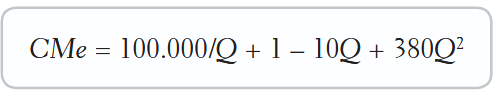 CMe = 100.000/Q + 1 – 10Q + 380Q²